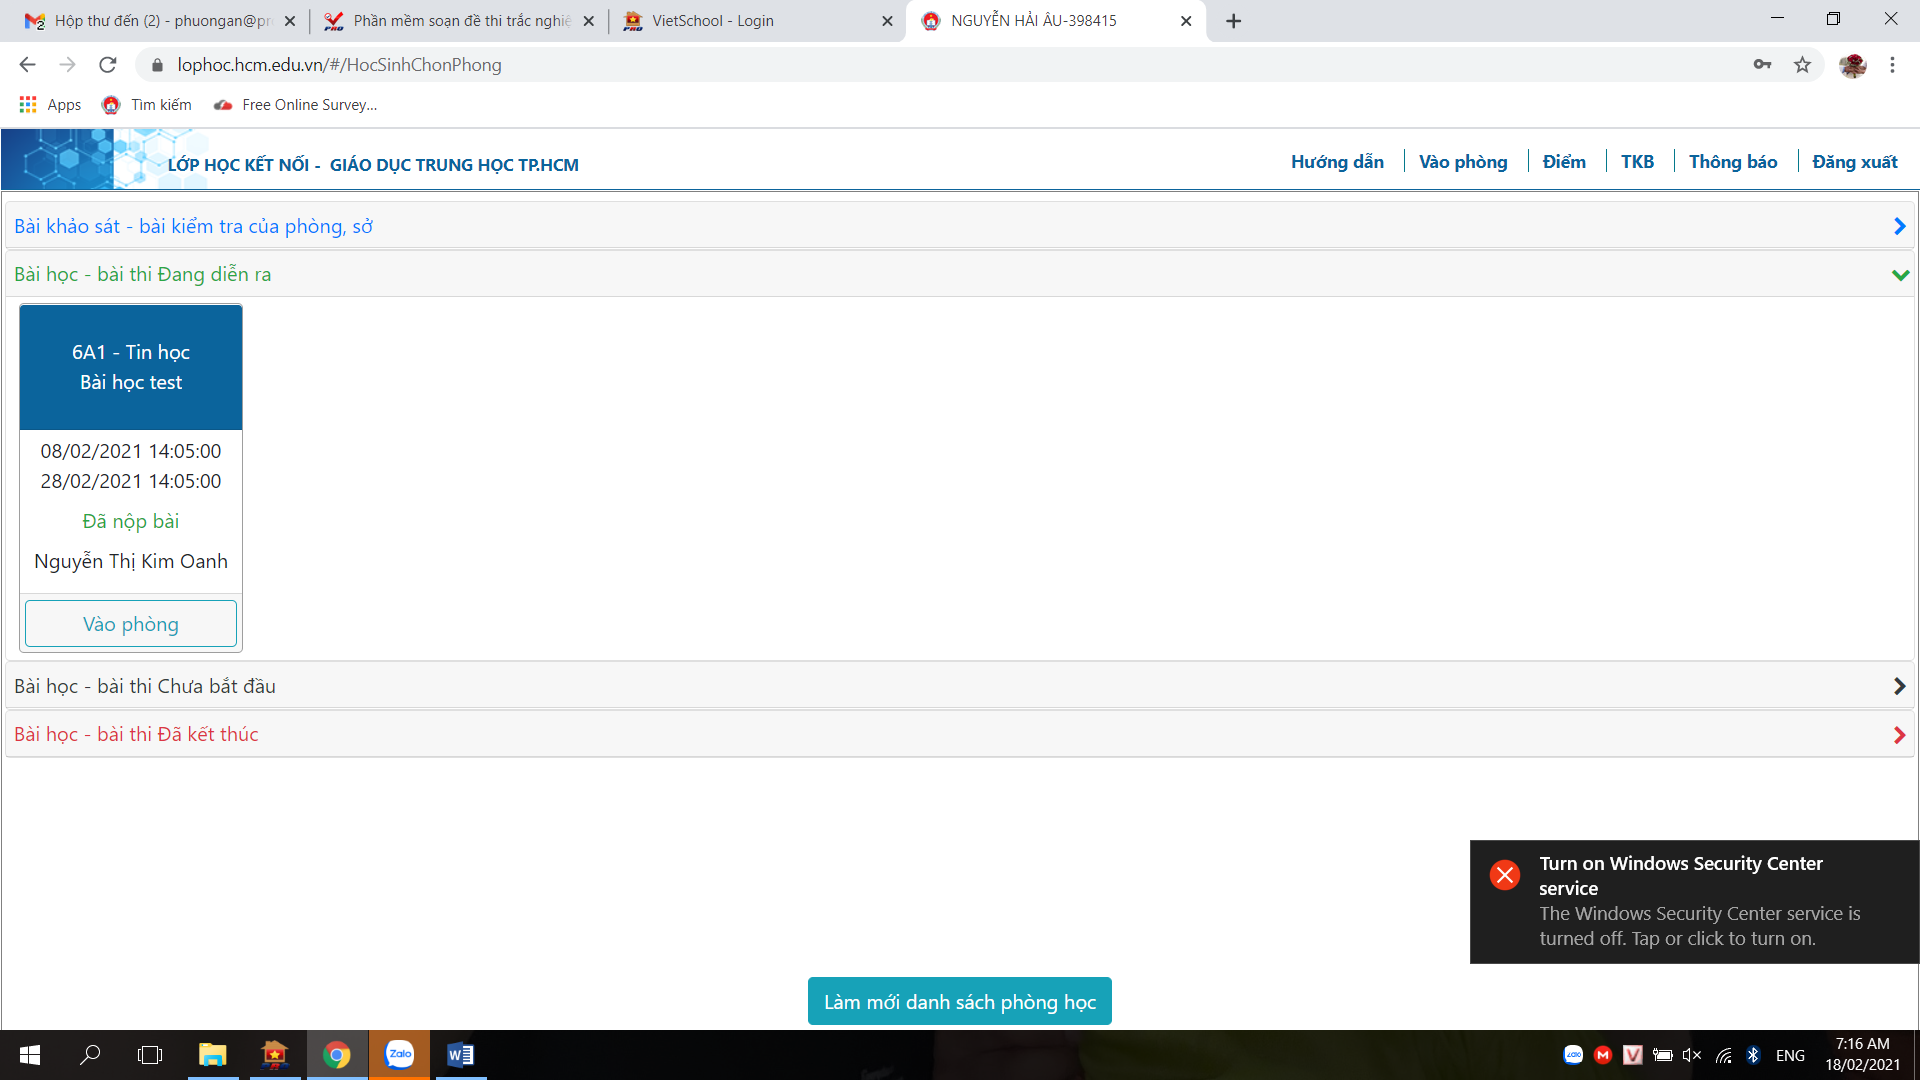 Hộp thư đến (2) - phuongan@pr
Phần mềm soạn đề thi trắc nghiệ
VietSchool - Login
NGUYỄN HẢI ÂU-398415
lophoc.hcm.edu.vn/#/HocSinhChonPhong
Apps
Tìm kiếm
Free Online Survey...
LỚP HỌC KẾT NỐI - GIÁO DỤC TRUNG HỌC TP.HCM
Hướng dẫn
Vào phòng
Điểm
TKB
Thông báo
Đăng xuất
Bài khảo sát - bài kiểm tra của phòng, sở
Bài học - bài thi Đang diễn ra
6A1 - Tin học
Bài học test
08/02/2021 14:05:00
28/02/2021 14:05:00
Đã nộp bài
Nguyễn Thị Kim Oanh
Vào phòng
Bài học - bài thi Chưa bắt đầu
Bài học - bài thi Đã kết thúc
Turn on Windows Security Center
service
The Windows Security Center service is
turned off. Tap or click to turn on.
Làm mới danh sách phòng học
Zalo
ENG
7:16 AM
18/02/2021